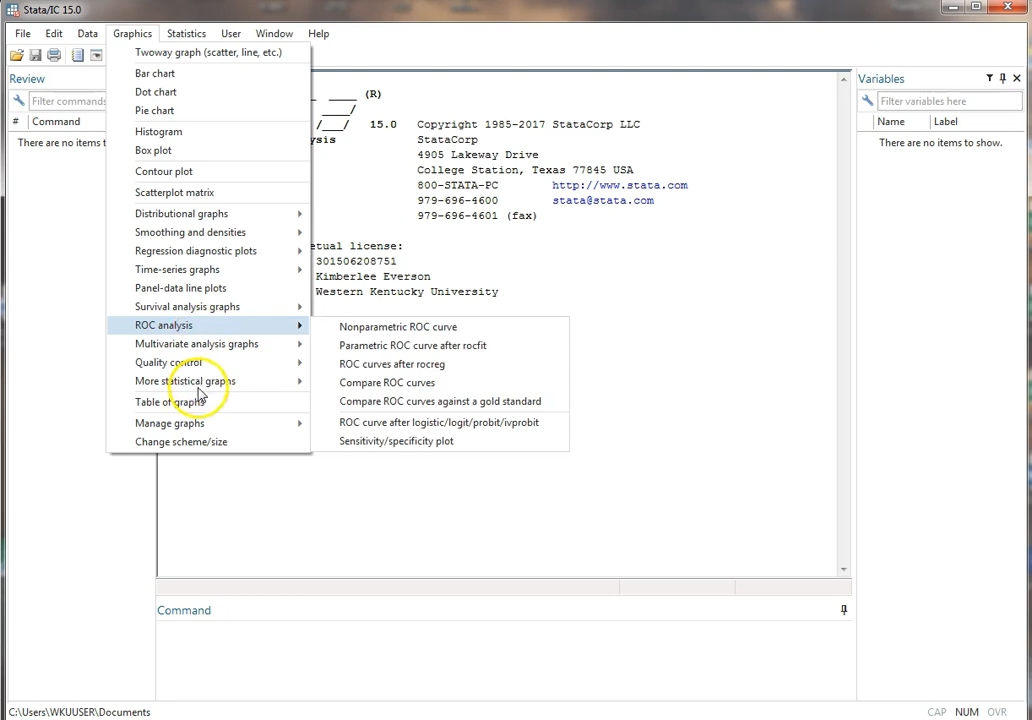 Stata/IC 15.0
File Edit Data Graphics Statistics User Window Help
Review
Filter commands
# Command
There are no items t
Twoway graph (scatter, line, etc.)
Bar chart
Dot chart
Pie chart
Histogram
Box plot
Contour plot
Scatterplot matrix
Distributional graphs
Smoothing and densities
Regression diagnostic plots
Time-series graphs
Panel-data line plots
Survival analysis graphs
ROC analysis
Multivariate analysis graphs
Quality control
More statistical graphs
Table of graphs
Manage graphs
Change scheme/size
Nonparametric ROC curve
Parametric ROC curve after rocfit
ROC curves after rocreg
Compare ROC curves
Compare ROC curves against a gold standard
ROC curve after logistic/logit/probit/ivprobit
Sensitivity/specificity plot
(R)
15.0 Copyright 1985-2017 StataCorp LLC
ysis StataCorp
4905 Lakeway Drive
College Station, Texas 77845 USA
800-STATA-PC http://www.stata.com
979-696-4600 stata@stata.com
979-696-4601 (fax)
etual license:
301506208751
Kimberlee Everson
Western Kentucky University
Variables
Filter variables here
Name Label
There are no items to show.
Command
C:\Users\WKUUSER\Documents
CAP NUM OVR